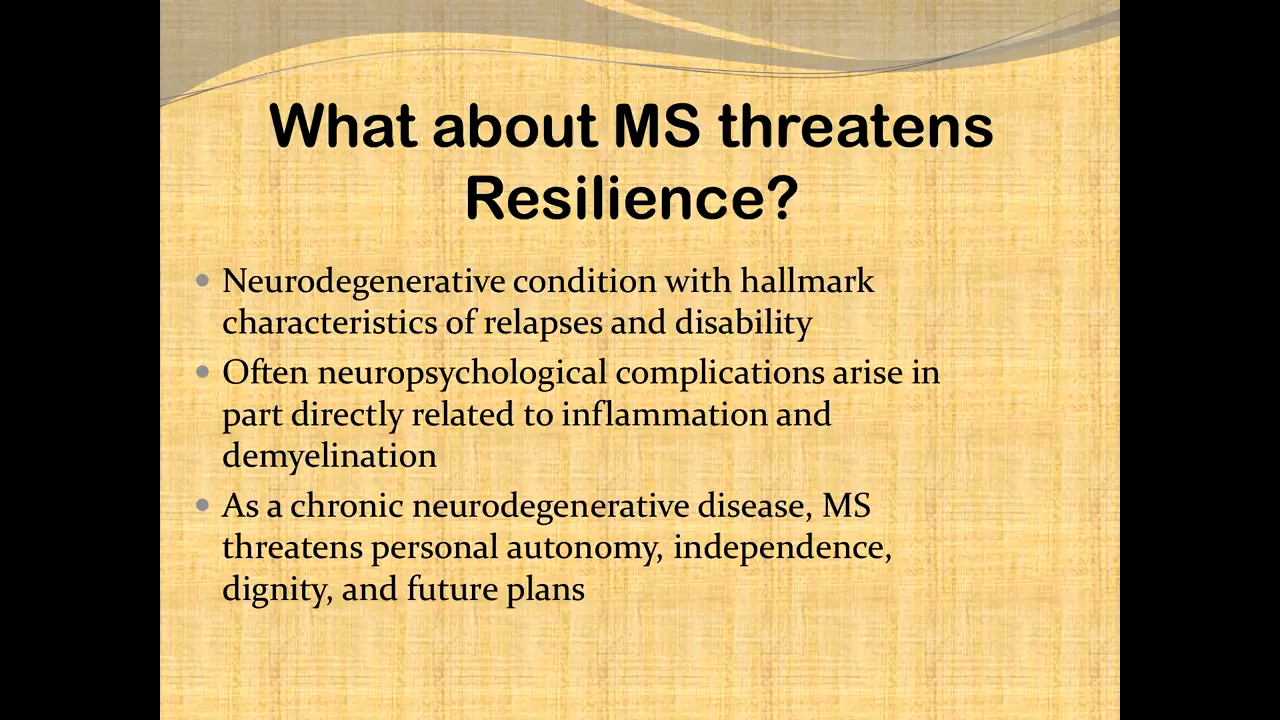 What about MS threatens
Resilience?
• Neurodegenerative condition with hallmark
characteristics of relapses and disability
• Often neuropsychological complications arise in
part directly related to inflammation and
demyelination
• As a chronic neurodegenerative disease, MS
threatens personal autonomy, independence,
dignity, and future plans